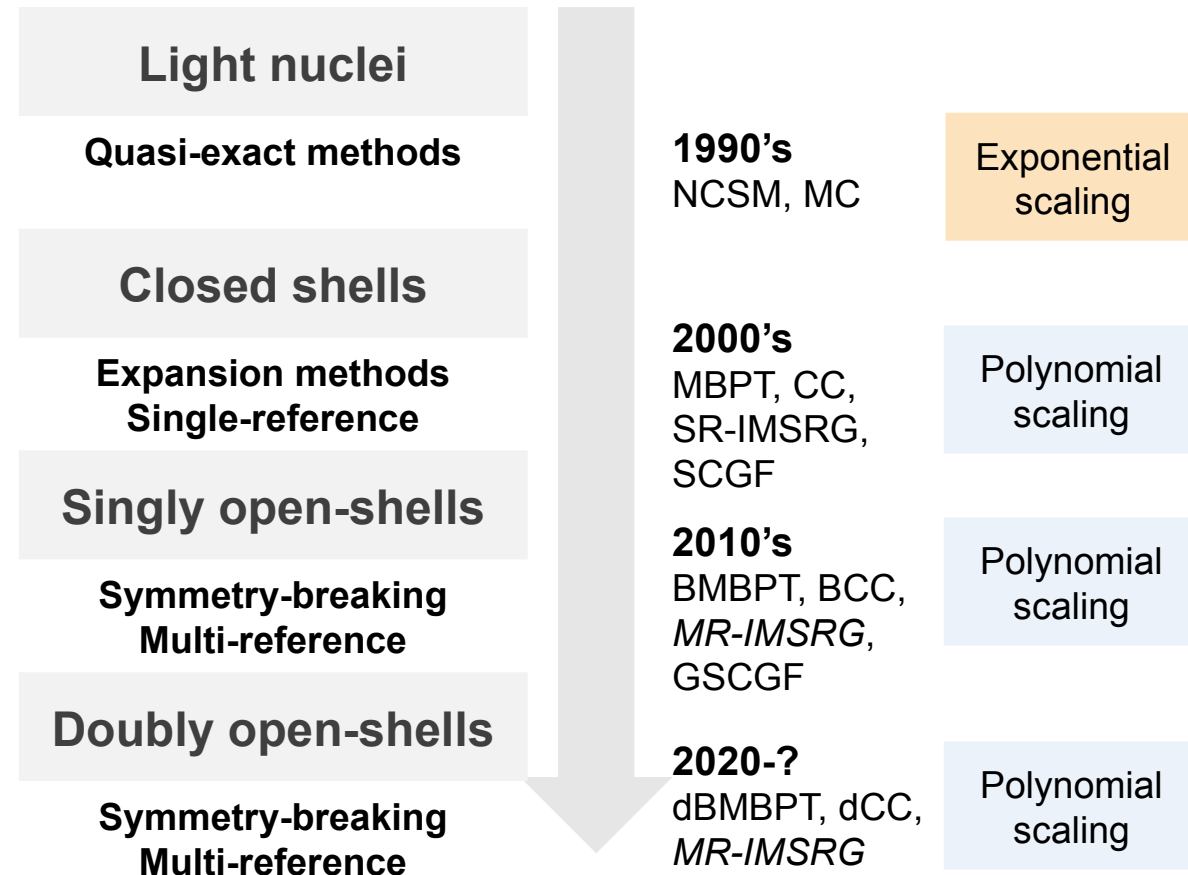 Light nuclei
Quasi-exact methods
1990's
NCSM, MC
Exponential
scaling
Closed shells
Expansion methods
Single-reference
2000's
MBPT, CC,
SR-IMSRG,
SCGF
Polynomial
scaling
Singly open-shells
Symmetry-breaking
Multi-reference
2010's
BMBPT, BCC,
MR-IMSRG,
GSCGF
Polynomial
scaling
Doubly open-shells
Symmetry-breaking
Multi-reference
2020-?
dBMBPT, dCC,
MR-IMSRG
Polynomial
scaling